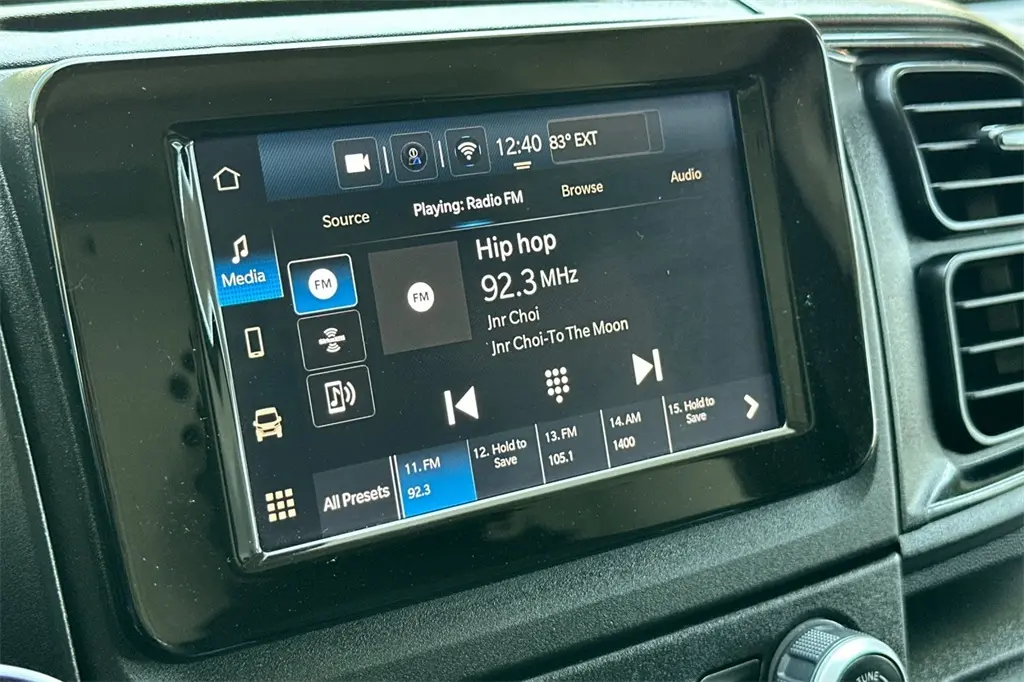 12:40
83° EXT
Source
Playing: Radio FM
Browse
Audio
Media
FM
FM
Hip hop
92.3 MHz
Jnr Choi
Jnr Choi-To The Moon
All Presets
11. FM
92.3
12. Hold to
Save
13. FM
105.1
14. AM
1400
15. Hold to
Save
TUNE